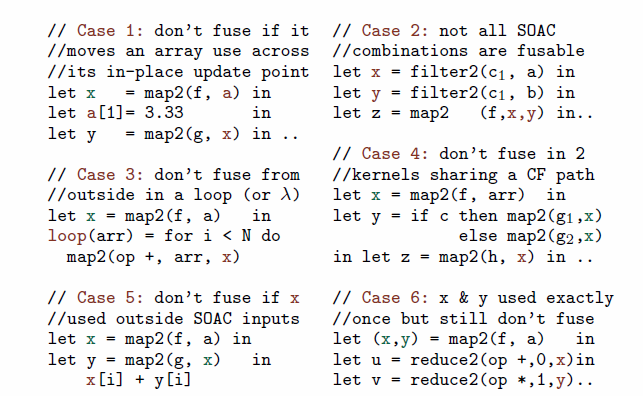 // Case 1: don't fuse if it
//moves an array use across
//its in-place update point
let x   = map2(f, a) in
let a[1]= 3.33       in
let y   = map2(g, x) in ..
// Case 2: not all SOAC
//combinations are fusable
let x = filter2(c₁, a) in
let y = filter2(c₁, b) in
let z = map2   (f,x,y) in..
// Case 3: don't fuse from
//outside in a loop (or λ)
let x = map2(f, a)   in
loop(arr) = for i < N do
  map2(op +, arr, x)
// Case 4: don't fuse in 2
//kernels sharing a CF path
let x = map2(f, arr)  in
let y = if c then map2(g₁,x)
             else map2(g₂,x)
in let z = map2(h, x) in ..
// Case 5: don't fuse if x
//used outside SOAC inputs
let x = map2(f, a) in
let y = map2(g, x)   in
    x[i] + y[i]
// Case 6: x & y used exactly
//once but still don't fuse
let (x,y) = map2(f, a)   in
let u = reduce2(op +,0,x)in
let v = reduce2(op *,1,y)..